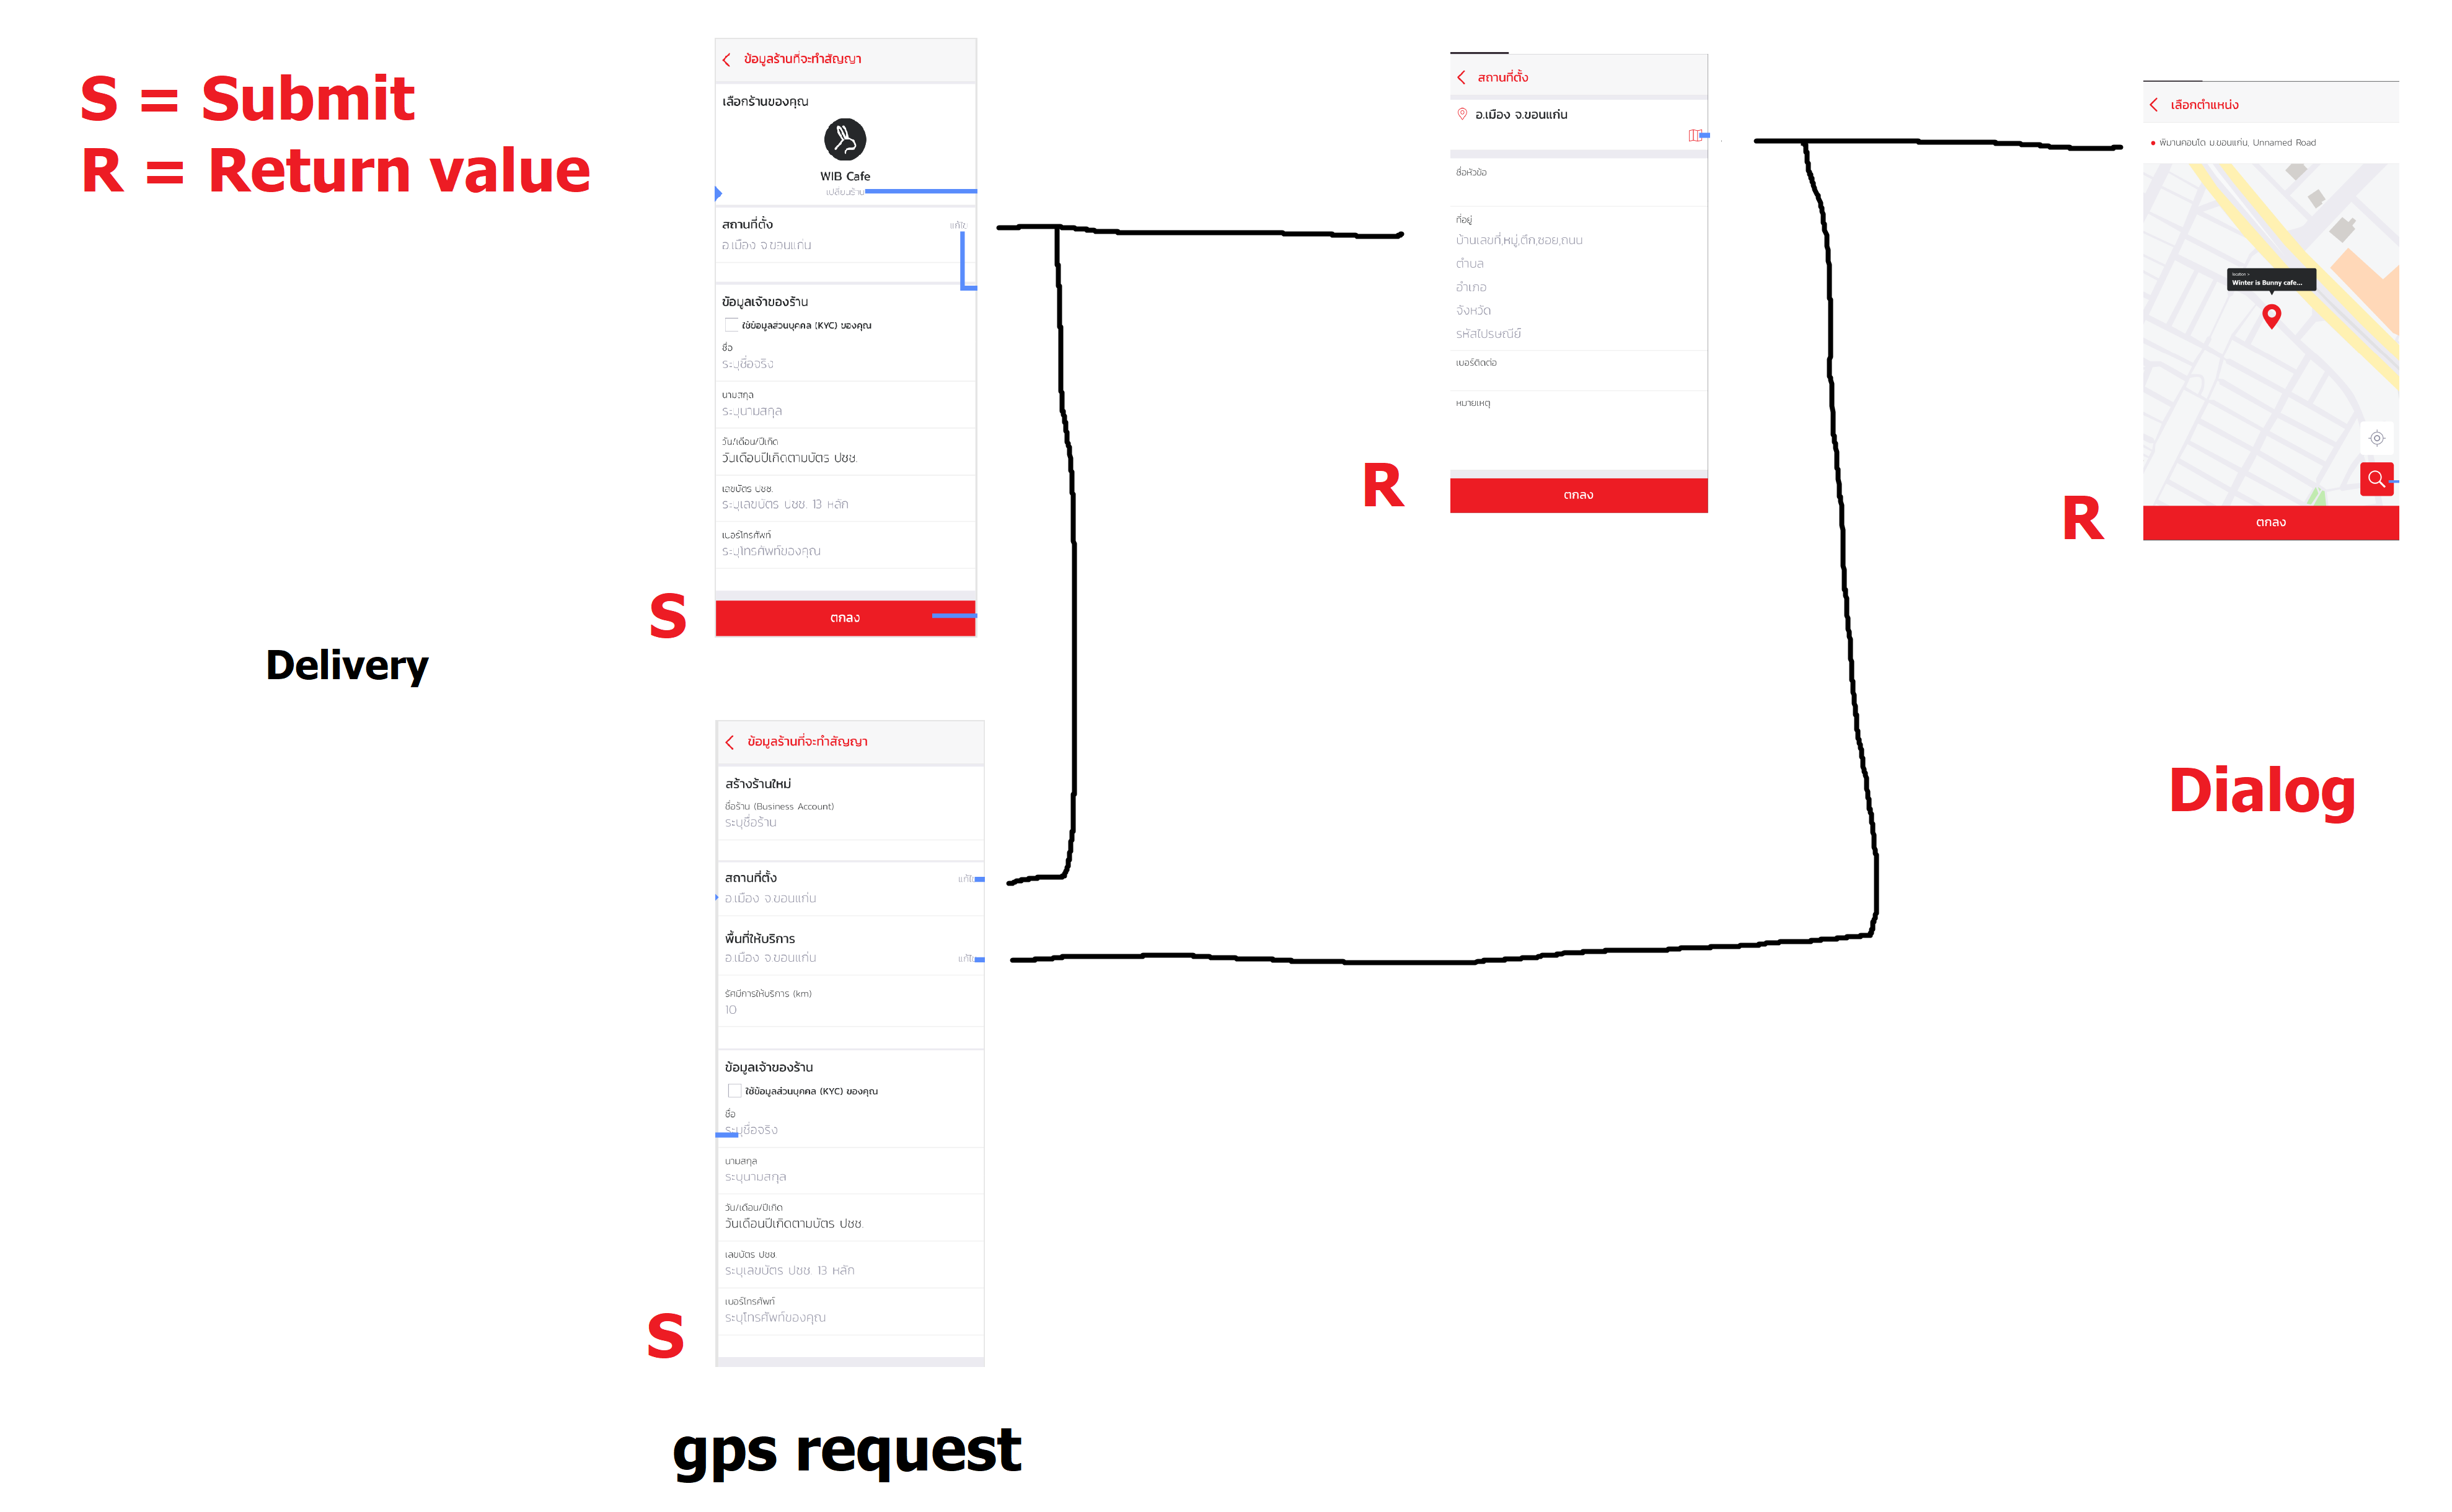 S = Submit
R = Return value
ข้อมูลร้านที่จะทำสัญญา
เลือกร้านของคุณ
WIB Cafe
เปลี่ยนร้าน
สถานที่ตั้ง
แก้ไข
อ.เมือง จ.ขอนแก่น
ข้อมูลเจ้าของร้าน
ใช้ข้อมูลส่วนบุคคล (KYC) ของคุณ
ชื่อ
ระบุชื่อจริง
นามสกุล
ระบุนามสกุล
วัน/เดือน/ปีเกิด
วันเดือนปีเกิดตามบัตร ปชช.
เลขบัตร ปชช.
ระบุเลขบัตร ปชช. 13 หลัก
เบอร์โทรศัพท์
ระบุโทรศัพท์ของคุณ
ตกลง
S
สถานที่ตั้ง
อ.เมือง จ.ขอนแก่น
ชื่อหัวข้อ
ที่อยู่
บ้านเลขที่,หมู่,ตึก,ซอย,ถนน
ตำบล
อำเภอ
จังหวัด
รหัสไปรษณีย์
เบอร์ติดต่อ
หมายเหตุ
ตกลง
R
เลือกตำแหน่ง
พิมานคอนโด ม.ขอนแก่น, Unnamed Road
location >
Winter is Bunny cafe...
ตกลง
R
Delivery
ข้อมูลร้านที่จะทำสัญญา
สร้างร้านใหม่
ชื่อร้าน (Business Account)
ระบุชื่อร้าน
สถานที่ตั้ง
แก้ไข
อ.เมือง จ.ขอนแก่น
พื้นที่ให้บริการ
อ.เมือง จ.ขอนแก่น
แก้ไข
รัศมีการให้บริการ (km)
10
ข้อมูลเจ้าของร้าน
ใช้ข้อมูลส่วนบุคคล (KYC) ของคุณ
ชื่อ
ระบุชื่อจริง
นามสกุล
ระบุนามสกุล
วัน/เดือน/ปีเกิด
วันเดือนปีเกิดตามบัตร ปชช.
เลขบัตร ปชช.
ระบุเลขบัตร ปชช. 13 หลัก
เบอร์โทรศัพท์
ระบุโทรศัพท์ของคุณ
S
Dialog
gps request